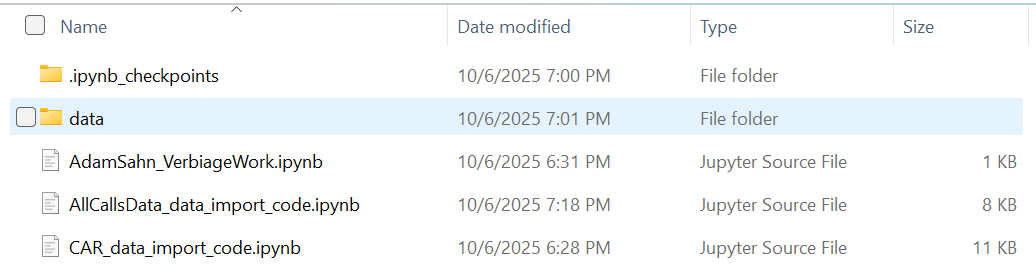 Name Date modified Type Size
.ipynb_checkpoints 10/6/2025 7:00 PM File folder
data 10/6/2025 7:01 PM File folder
AdamSahn_VerbiageWork.ipynb 10/6/2025 6:31 PM Jupyter Source File 1 KB
AllCallsData_data_import_code.ipynb 10/6/2025 7:18 PM Jupyter Source File 8 KB
CAR_data_import_code.ipynb 10/6/2025 6:28 PM Jupyter Source File 11 KB